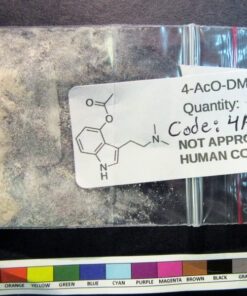 4-AcO-DM
Quantity:
Code: 4A
NOT APPRO
HUMAN CO
O
O
N
N
H
ORANGE YELLOW GREEN BLUE CYAN PURPLE MAGENTA BROWN BLACK GRA